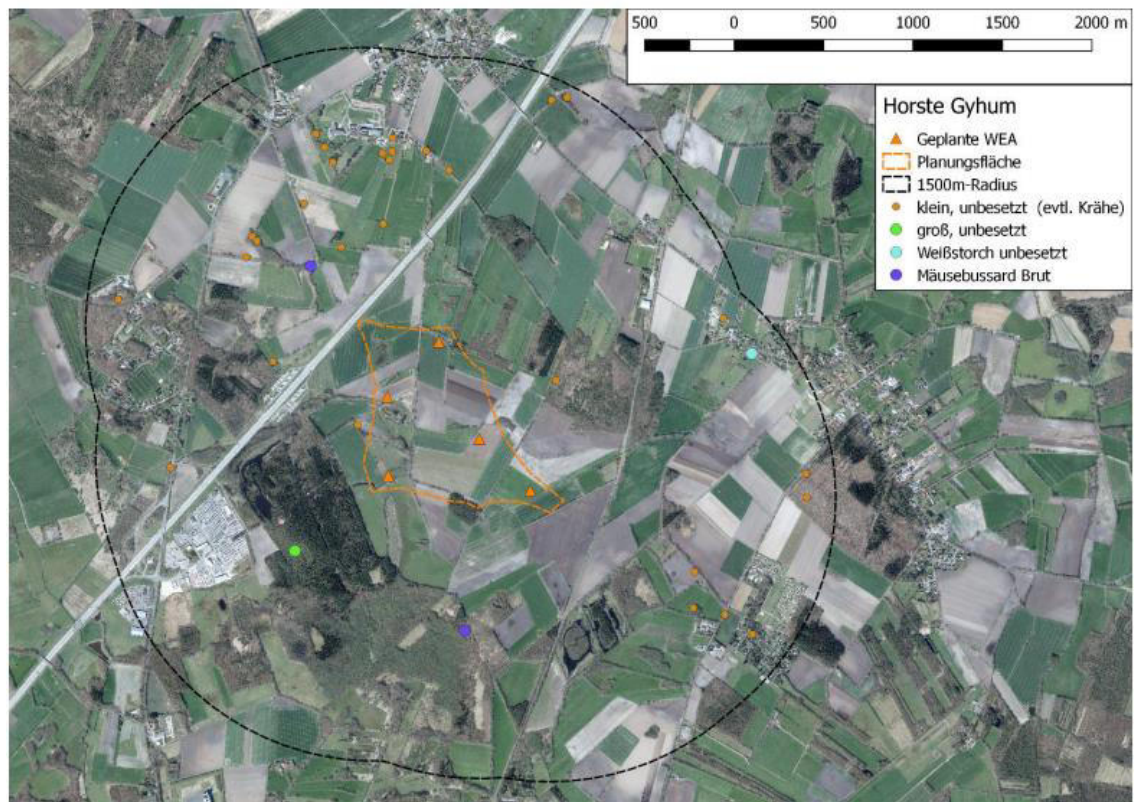 500 0 500 1000 1500 2000 m
Horste Gyhum
Geplante WEA
Planungsfläche
1500m-Radius
klein, unbesetzt (evtl. Krähe)
groß, unbesetzt
Weißstorch unbesetzt
Mäusebussard Brut